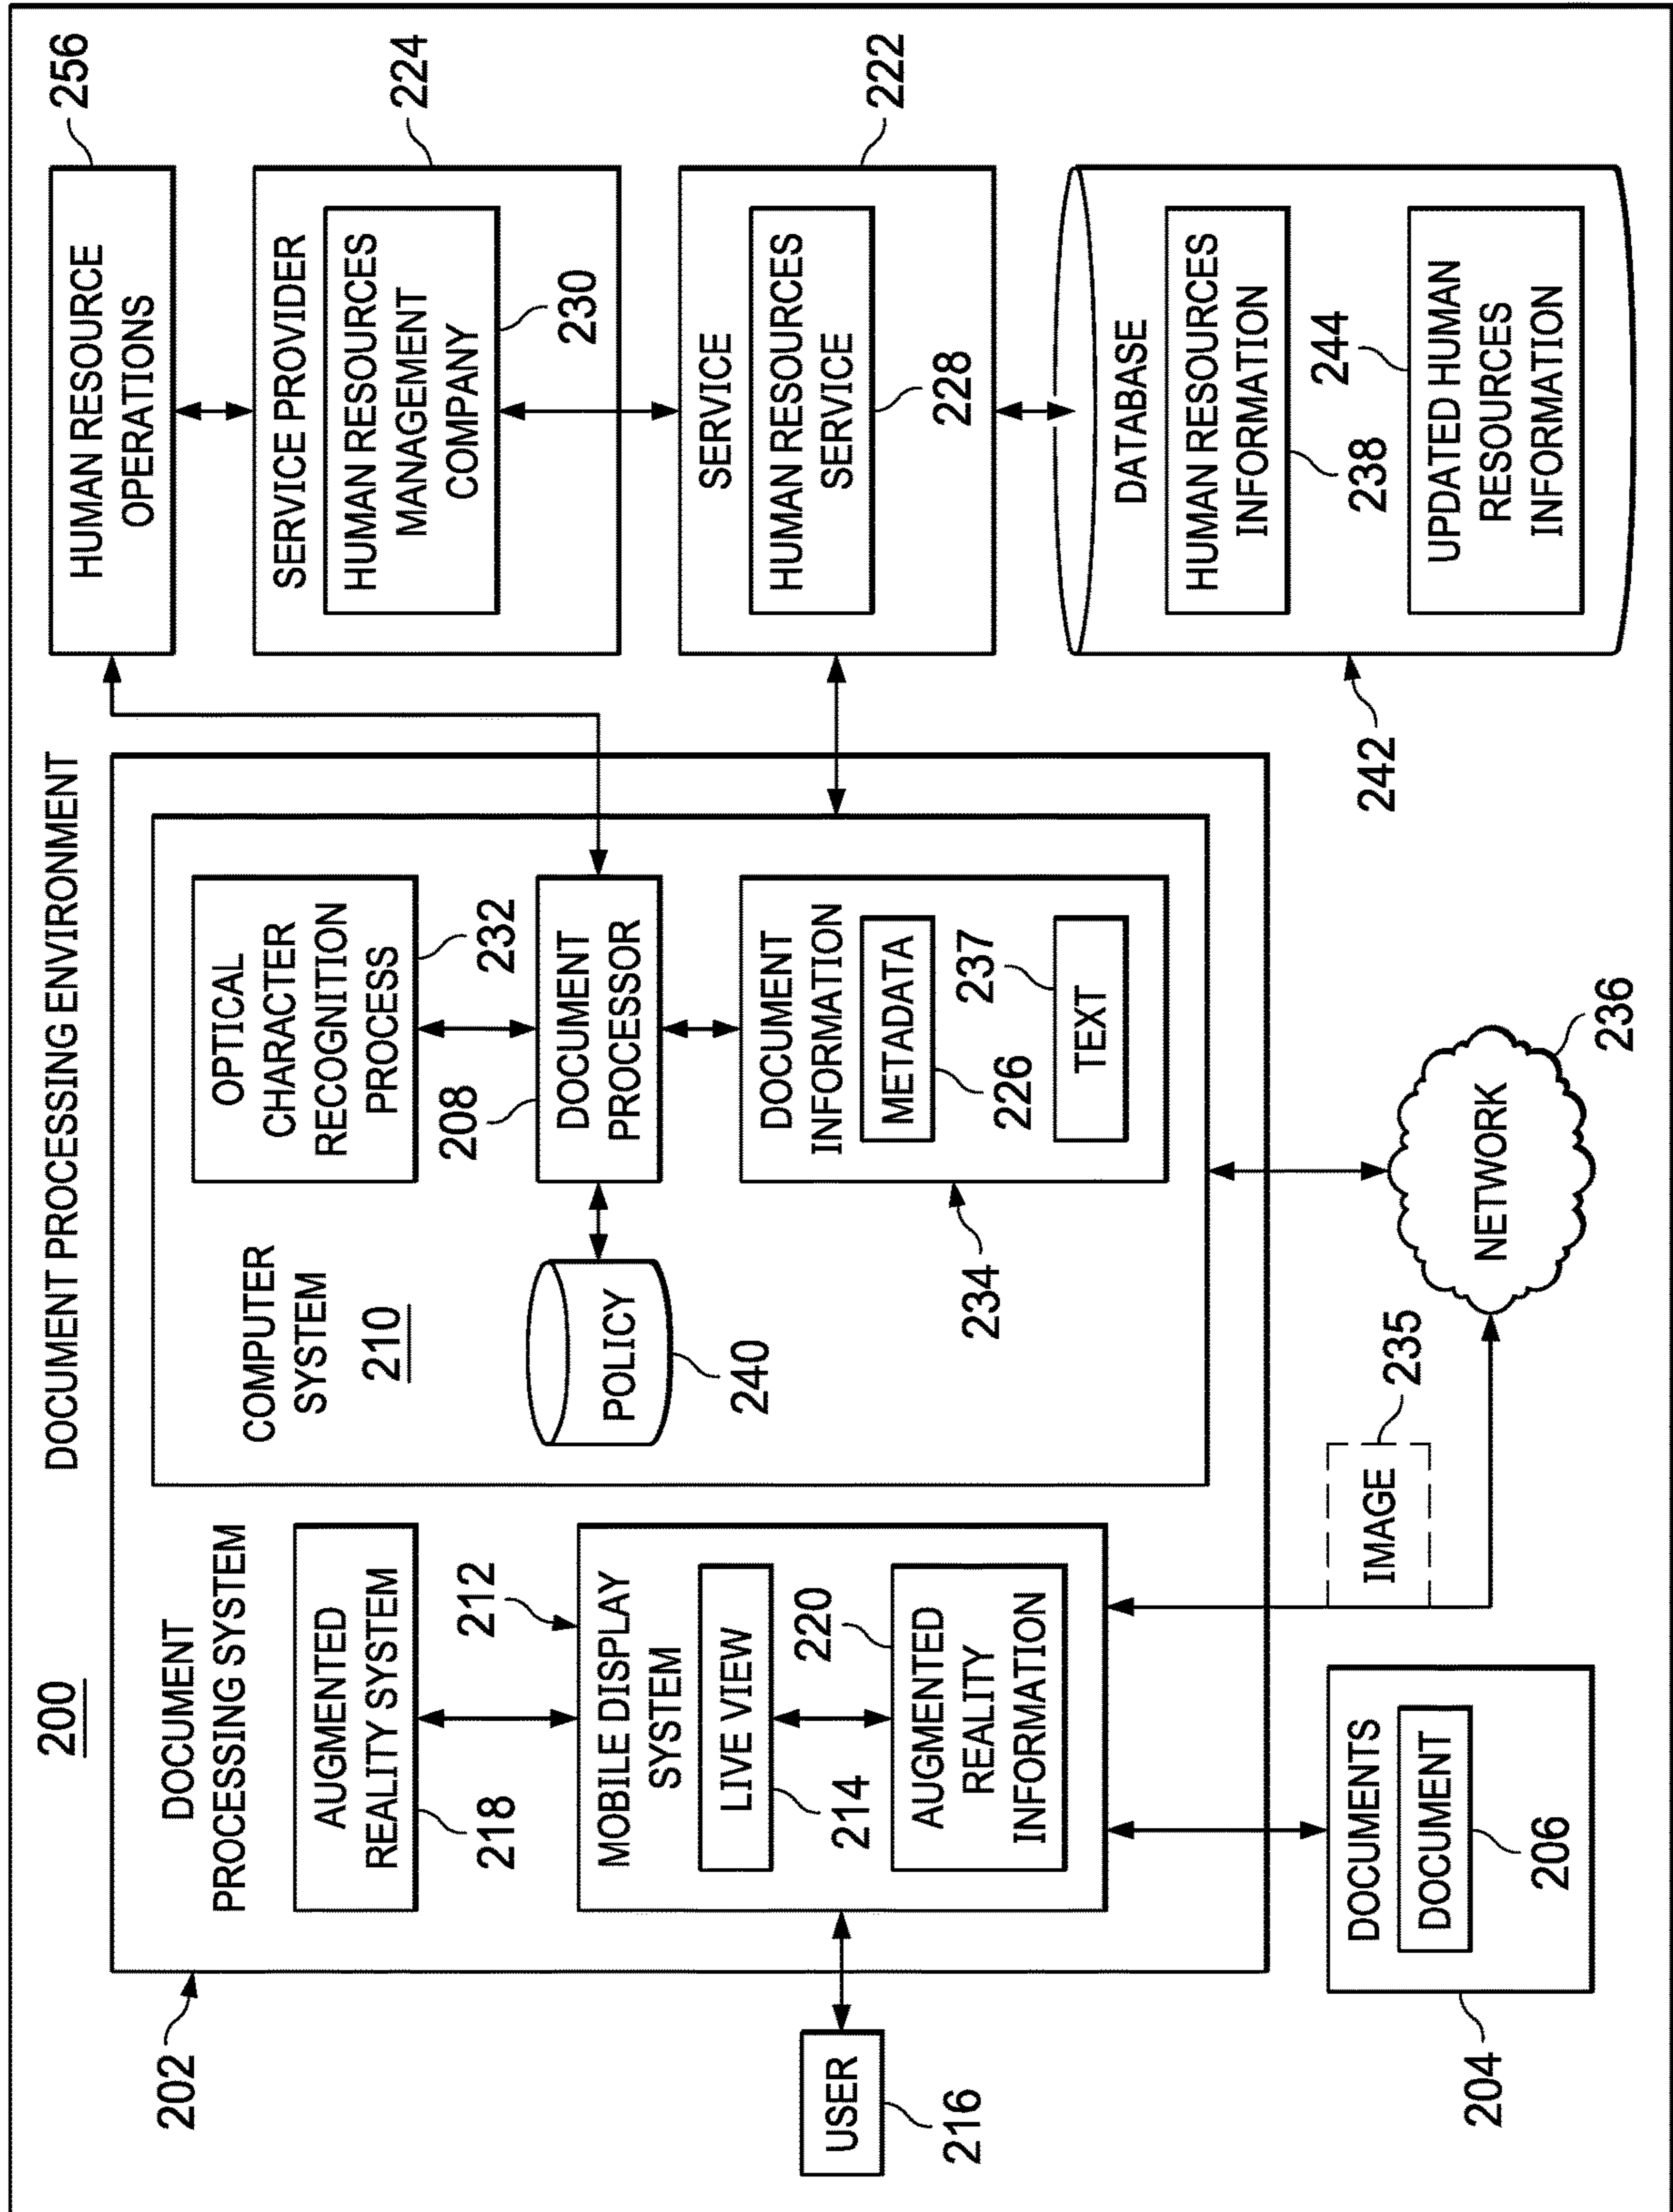 DOCUMENT PROCESSING ENVIRONMENT
200
202
DOCUMENT
PROCESSING SYSTEM
AUGMENTED
REALITY SYSTEM
218
212
MOBILE DISPLAY
SYSTEM
LIVE VIEW
214
220
AUGMENTED
REALITY
INFORMATION
USER
216
DOCUMENTS
DOCUMENT
206
204
COMPUTER
SYSTEM
210
OPTICAL
CHARACTER
RECOGNITION
PROCESS
232
208
DOCUMENT
PROCESSOR
POLICY
240
DOCUMENT
INFORMATION
METADATA
226
237
TEXT
234
IMAGE
235
NETWORK
236
HUMAN RESOURCE
OPERATIONS
256
SERVICE PROVIDER
HUMAN RESOURCES
MANAGEMENT
COMPANY
230
224
SERVICE
HUMAN RESOURCES
SERVICE
228
222
DATABASE
HUMAN RESOURCES
INFORMATION
238
244
UPDATED HUMAN
RESOURCES
INFORMATION
242